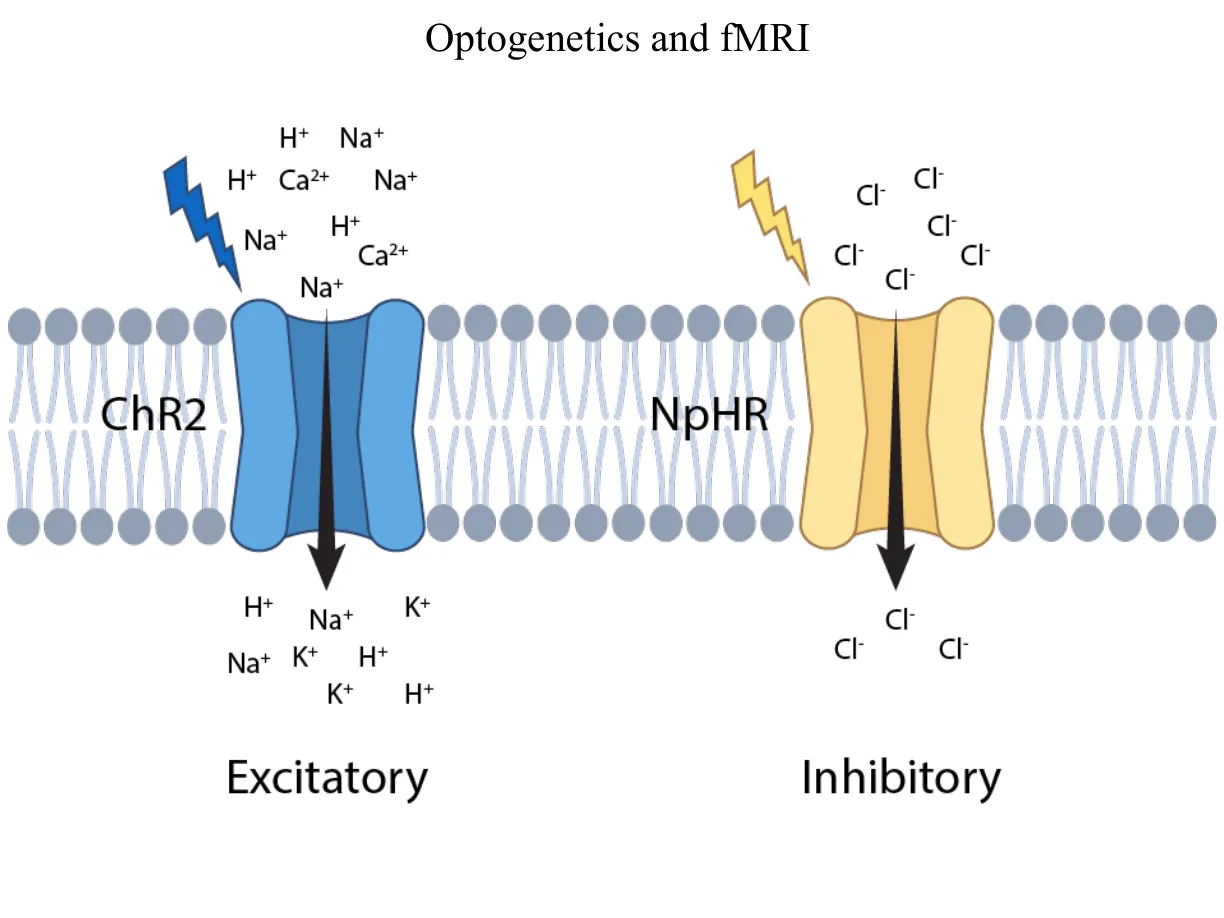 Optogenetics and fMRI
H⁺ Na⁺
H⁺ Ca²⁺ Na⁺
Na⁺ H⁺ Ca²⁺
Na⁺
Cl⁻ Cl⁻
Cl⁻
Cl⁻ Cl⁻
Cl⁻
ChR2
NpHR
H⁺ Na⁺ K⁺
Na⁺ K⁺ H⁺
K⁺ H⁺
Cl⁻
Cl⁻ Cl⁻
Excitatory
Inhibitory